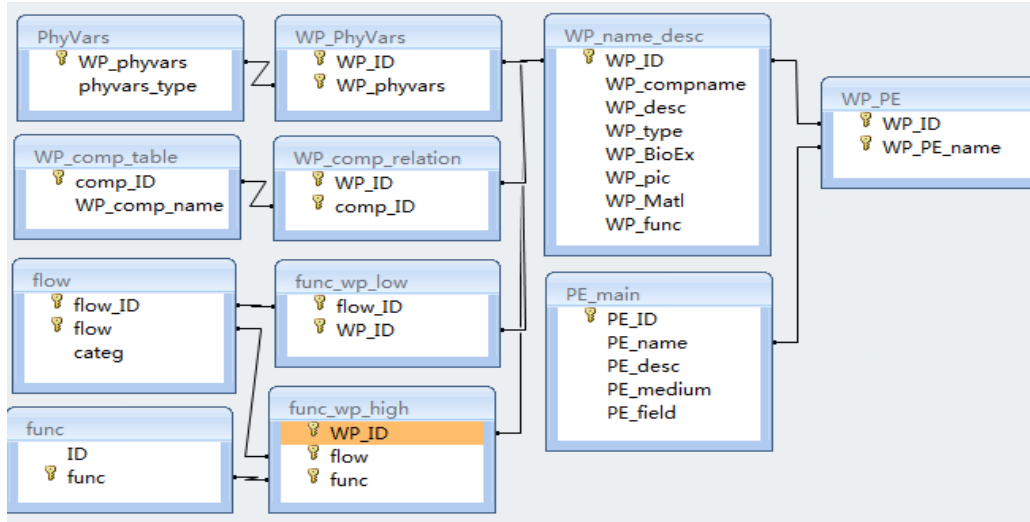 PhyVars
WP_phyvars
phyvars_type
WP_PhyVars
WP_ID
WP_phyvars
WP_name_desc
WP_ID
WP_compname
WP_desc
WP_type
WP_BioEx
WP_pic
WP_Matl
WP_func
WP_PE
WP_ID
WP_PE_name
WP_comp_table
comp_ID
WP_comp_name
WP_comp_relation
WP_ID
comp_ID
flow
flow_ID
flow
categ
func_wp_low
flow_ID
WP_ID
PE_main
PE_ID
PE_name
PE_desc
PE_medium
PE_field
func
ID
func
func_wp_high
WP_ID
flow
func